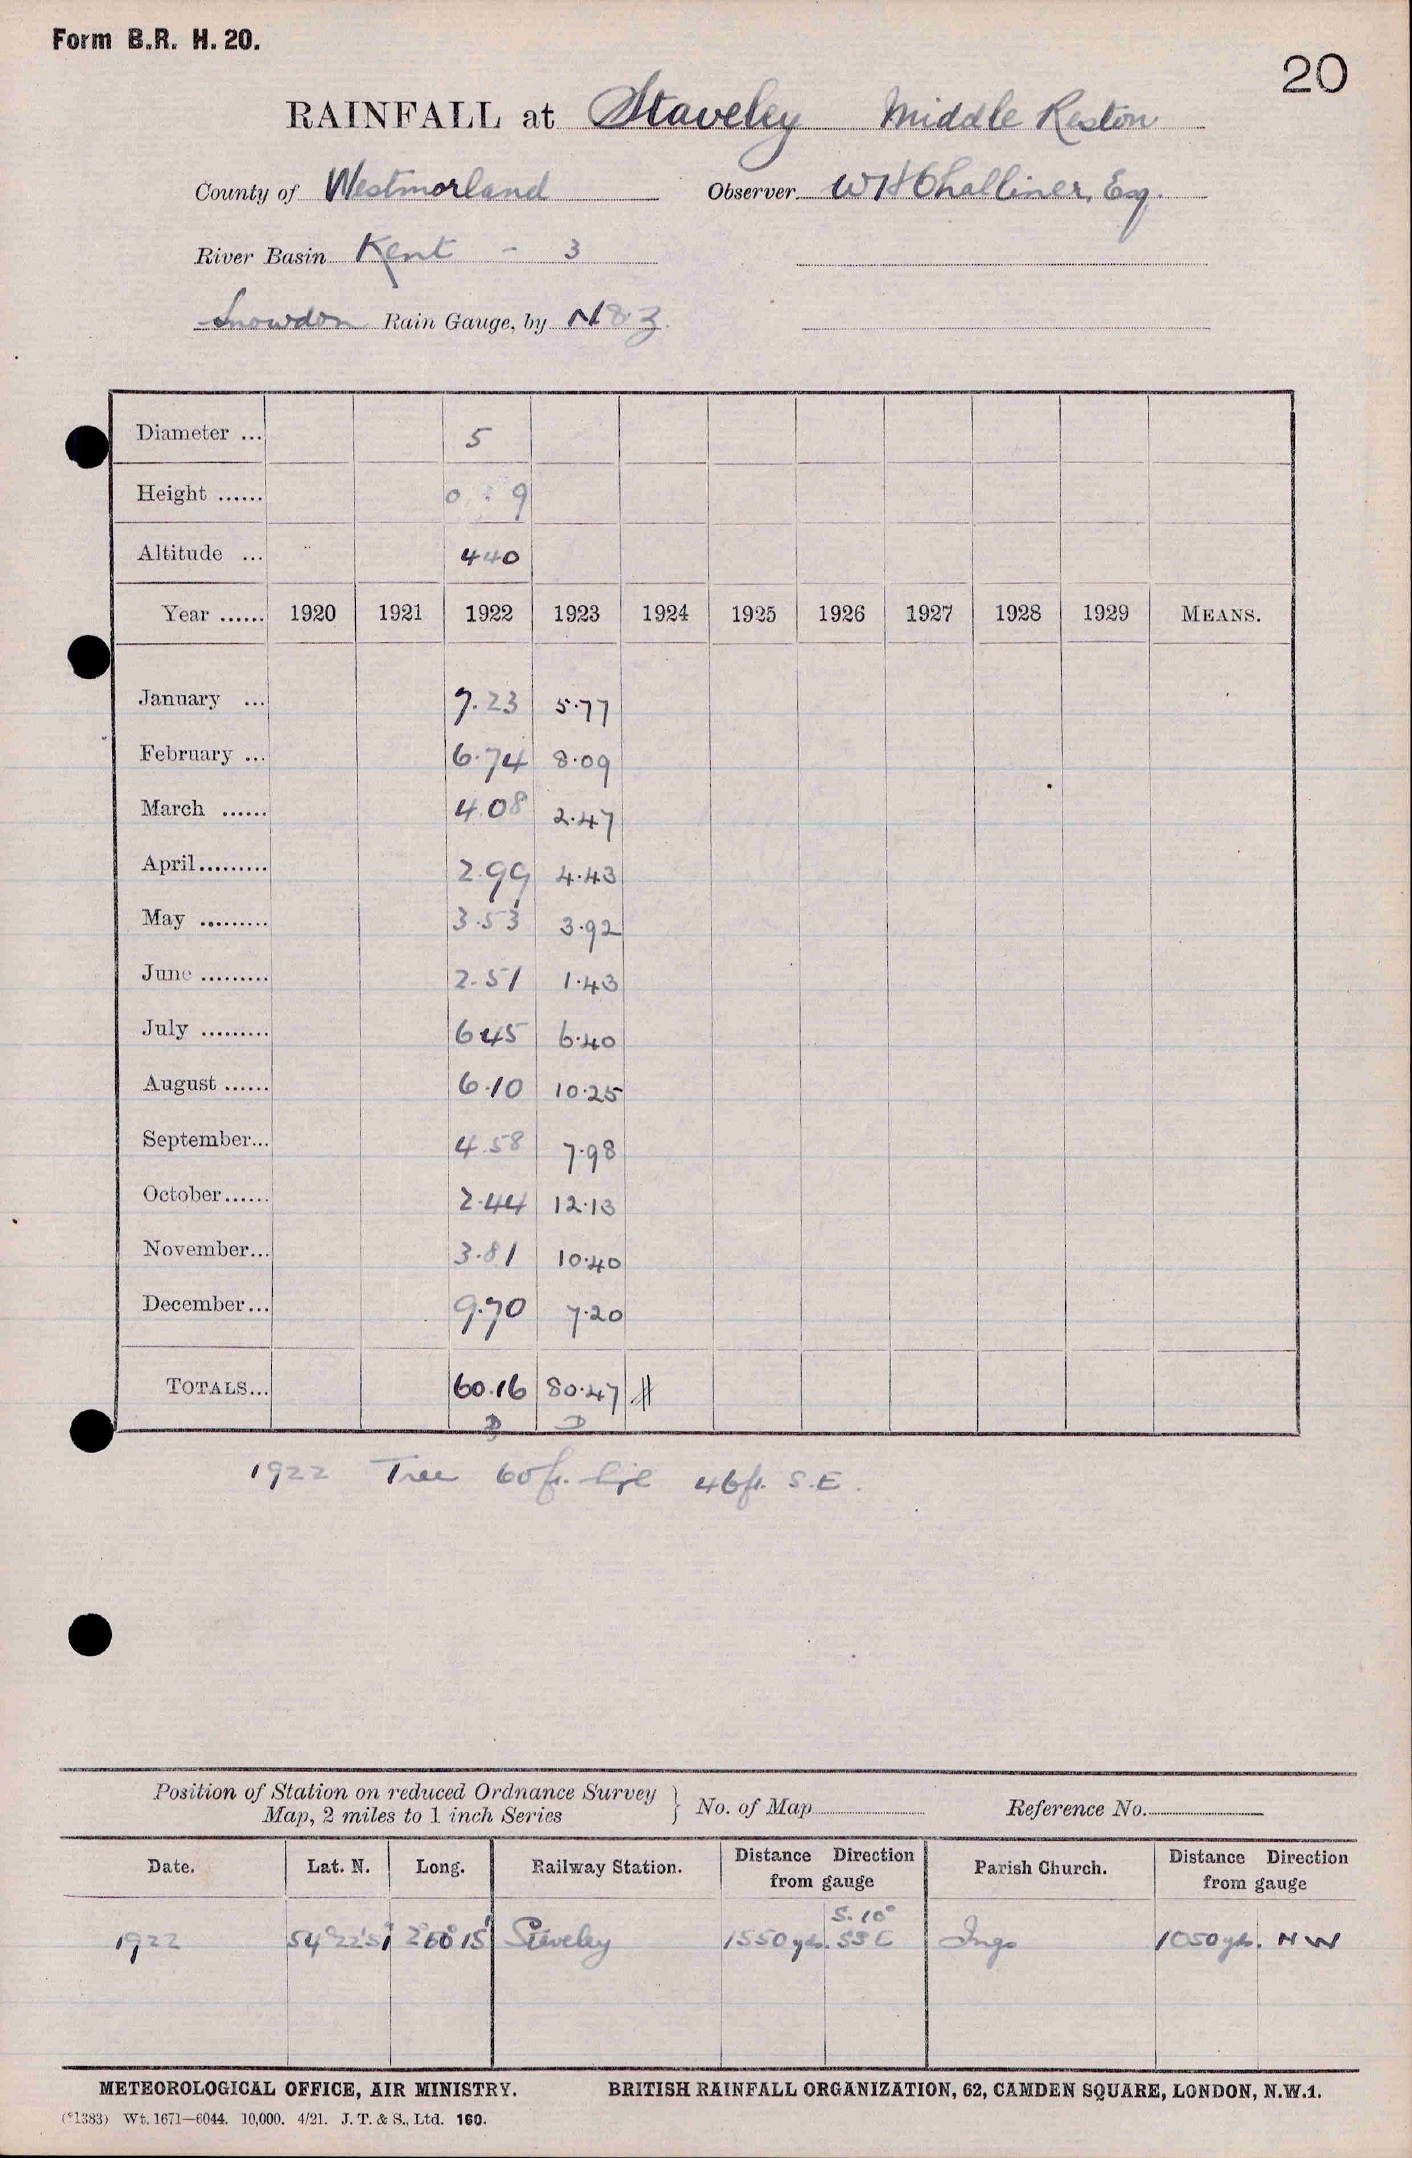 Form B.R. H. 20.
20
RAINFALL at Staveley Middle Reston
County of Westmorland Observer W H Challiner, Esq.
River Basin Kent - 3
Snowdon Rain Gauge, by N & Z.
Diameter ... 5
Height ...... 0 . 9
Altitude ... 440
Year ...... 1920 1921 1922 1923 1924 1925 1926 1927 1928 1929 MEANS.
January ... 7.23 5.77
February ... 6.74 8.09
March ...... 4.08 2.47
April......... 2.99 4.43
May ......... 3.53 3.92
June ......... 2.51 1.43
July ......... 6.45 6.40
August ...... 6.10 10.25
September... 4.58 7.98
October...... 2.44 12.13
November... 3.81 10.40
December... 9.70 7.20
TOTALS... 60.16 80.47 #
D D
1922 Tree 60ft. high 46ft. S.E.
Position of Station on reduced Ordnance Survey
Map, 2 miles to 1 inch Series } No. of Map Reference No.
Date. Lat. N. Long. Railway Station. Distance Direction from gauge Parish Church. Distance Direction from gauge
S. 10°
1922 54° 22' 51" 2° 50' 15" Staveley 1550 yds. SSE Ings 1050 yds. NW
METEOROLOGICAL OFFICE, AIR MINISTRY. BRITISH RAINFALL ORGANIZATION, 62, CAMDEN SQUARE, LONDON, N.W.1.
(*1383) Wt. 1671—6044. 10,000. 4/21. J. T. & S., Ltd. 160.